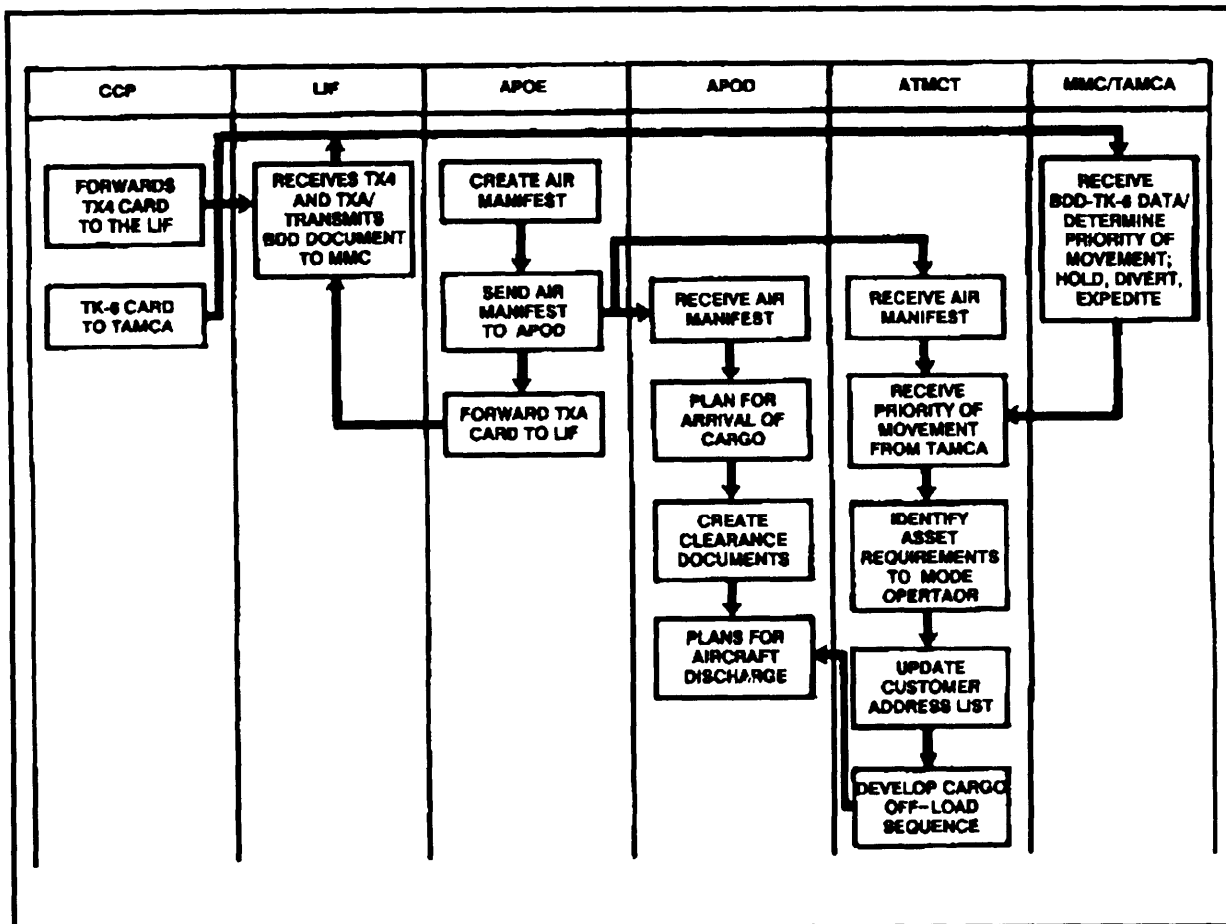 CCP
LIF
APOE
APOD
ATMCT
MMC/TAMCA
FORWARDS
TX4 CARD
TO THE LIF
TK-6 CARD
TO TAMCA
RECEIVES TX4
AND TXA/
TRANSMITS
BDD DOCUMENT
TO MMC
CREATE AIR
MANIFEST
SEND AIR
MANIFEST
TO APOD
FORWARD TXA
CARD TO LIF
RECEIVE AIR
MANIFEST
PLAN FOR
ARRIVAL OF
CARGO
CREATE
CLEARANCE
DOCUMENTS
PLANS FOR
AIRCRAFT
DISCHARGE
RECEIVE AIR
MANIFEST
RECEIVE
PRIORITY OF
MOVEMENT
FROM TAMCA
IDENTIFY
ASSET
REQUIREMENTS
TO MODE
OPERTAOR
UPDATE
CUSTOMER
ADDRESS LIST
DEVELOP CARGO
OFF-LOAD
SEQUENCE
RECEIVE
BDD-TK-6 DATA/
DETERMINE
PRIORITY OF
MOVEMENT;
HOLD, DIVERT,
EXPEDITE